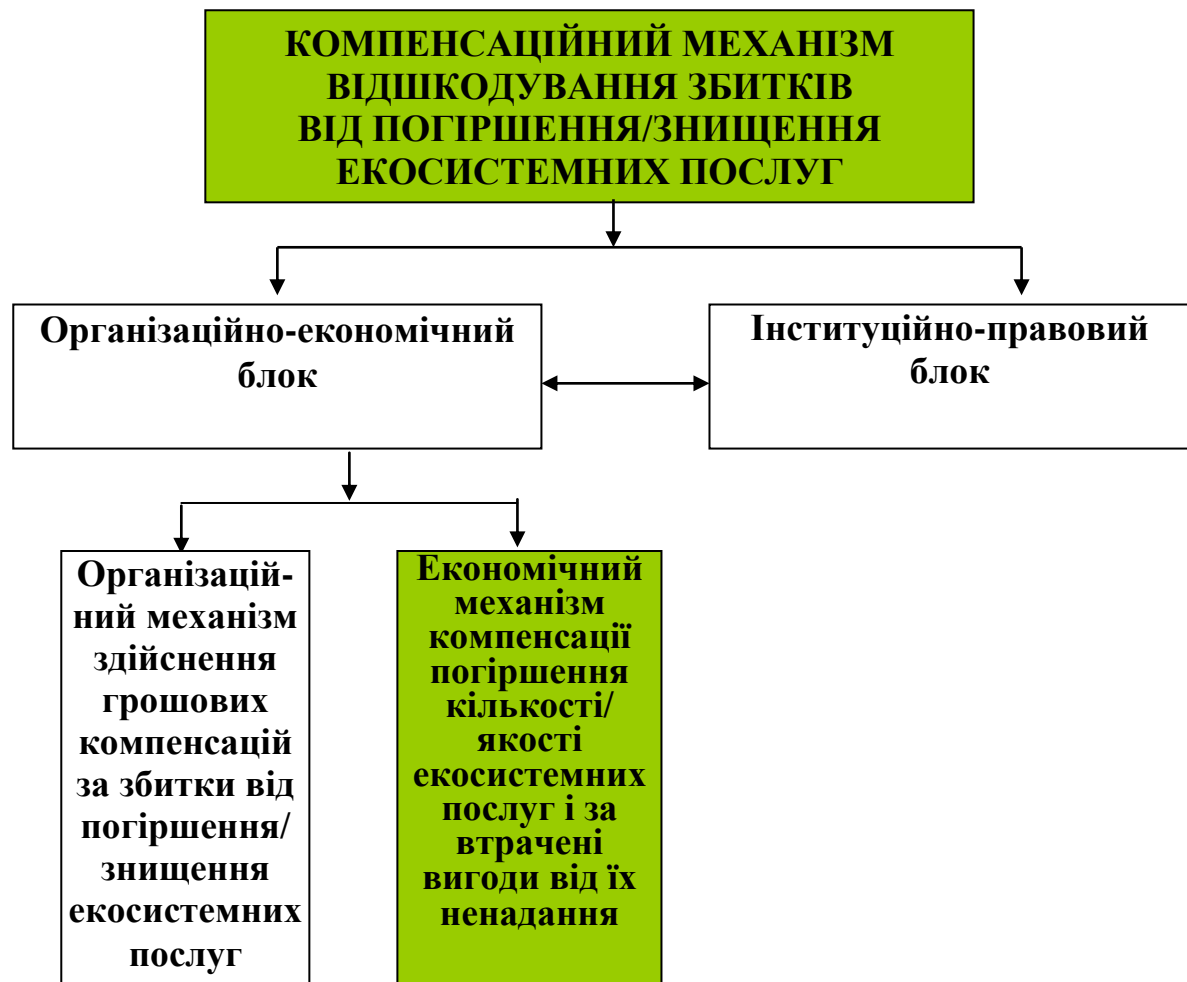 КОМПЕНСАЦІЙНИЙ МЕХАНІЗМ
ВІДШКОДУВАННЯ ЗБИТКІВ
ВІД ПОГІРШЕННЯ/ЗНИЩЕННЯ
ЕКОСИСТЕМНИХ ПОСЛУГ
Організаційно-економічний
блок
Інституційно-правовий
блок
Організацій-
ний механізм
здійснення
грошових
компенсацій
за збитки від
погіршення/
знищення
екосистемних
послуг
Економічний
механізм
компенсації
погіршення
кількості/
якості
екосистемних
послуг і за
втрачені
вигоди від їх
ненадання